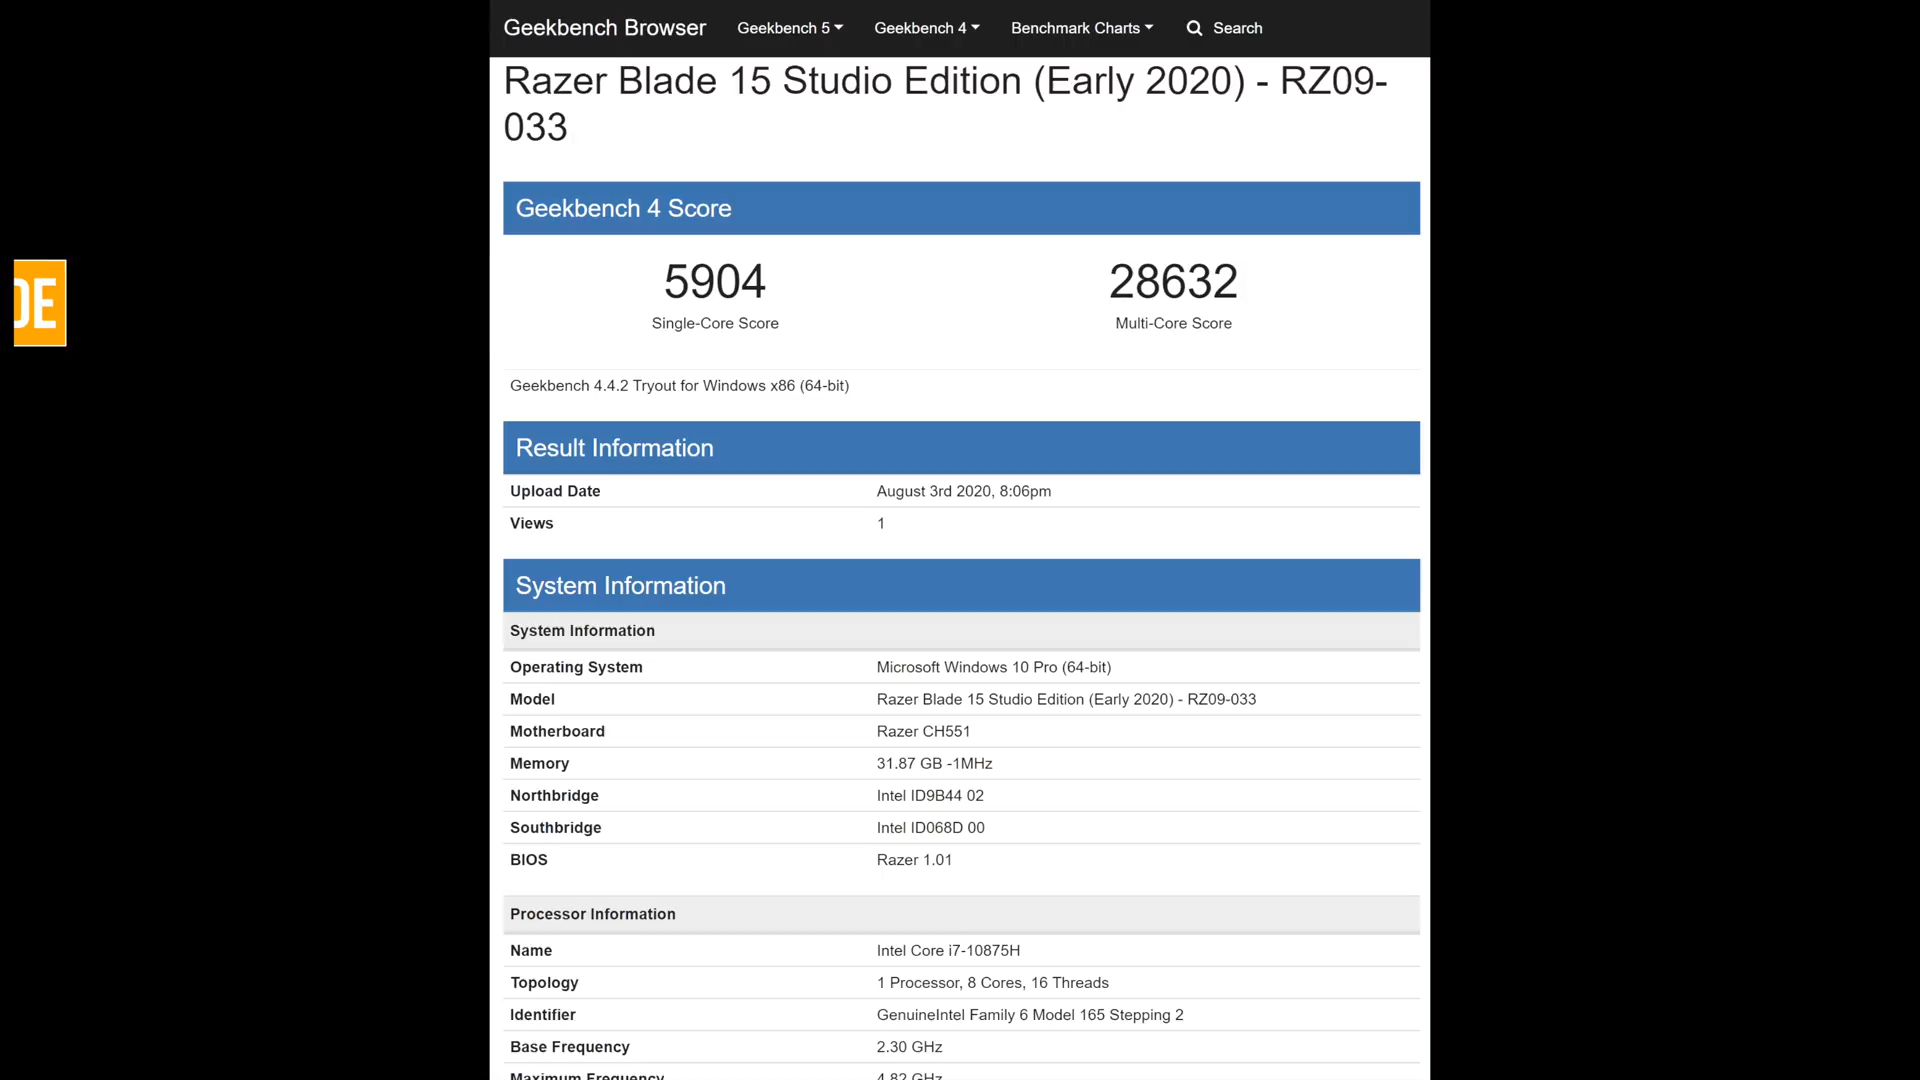 Geekbench Browser Geekbench 5 Geekbench 4 Benchmark Charts Search
Razer Blade 15 Studio Edition (Early 2020) - RZ09-
033
Geekbench 4 Score
5904 28632
Single-Core Score Multi-Core Score
DE
Geekbench 4.4.2 Tryout for Windows x86 (64-bit)
Result Information
Upload Date August 3rd 2020, 8:06pm
Views 1
System Information
System Information
Operating System Microsoft Windows 10 Pro (64-bit)
Model Razer Blade 15 Studio Edition (Early 2020) - RZ09-033
Motherboard Razer CH551
Memory 31.87 GB -1MHz
Northbridge Intel ID9B44 02
Southbridge Intel ID068D 00
BIOS Razer 1.01
Processor Information
Name Intel Core i7-10875H
Topology 1 Processor, 8 Cores, 16 Threads
Identifier GenuineIntel Family 6 Model 165 Stepping 2
Base Frequency 2.30 GHz
Maximum Frequency 4.82 GHz